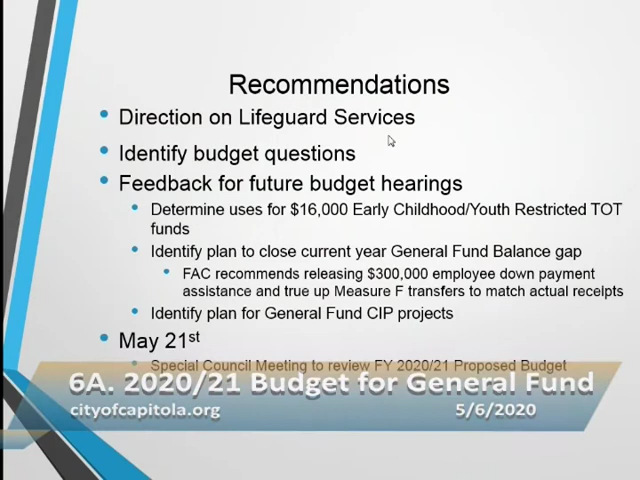 Recommendations
• Direction on Lifeguard Services
• Identify budget questions
• Feedback for future budget hearings
• Determine uses for $16,000 Early Childhood/Youth Restricted TOT
funds
• Identify plan to close current year General Fund Balance gap
• FAC recommends releasing $300,000 employee down payment
assistance and true up Measure F transfers to match actual receipts
• Identify plan for General Fund CIP projects
• May 21st
• Special Council Meeting to review FY 2020/21 Proposed Budget
6A. 2020/21 Budget for General Fund
cityofcapitola.org 5/6/2020